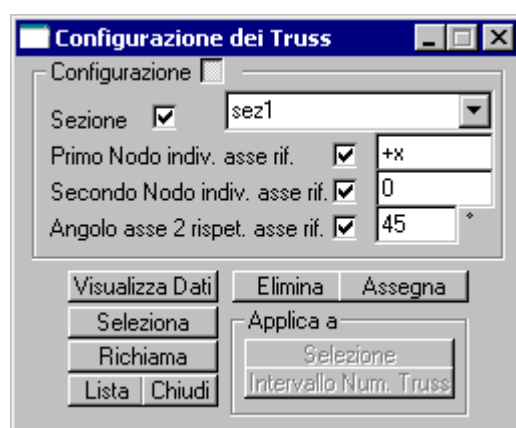 Configurazione dei Truss
Configurazione
Sezione sez1
Primo Nodo indiv. asse rif. +x
Secondo Nodo indiv. asse rif. 0
Angolo asse 2 rispet. asse rif. 45 °
Visualizza Dati Elimina Assegna
Seleziona Applica a
Richiama Selezione
Lista Chiudi Intervallo Num. Truss